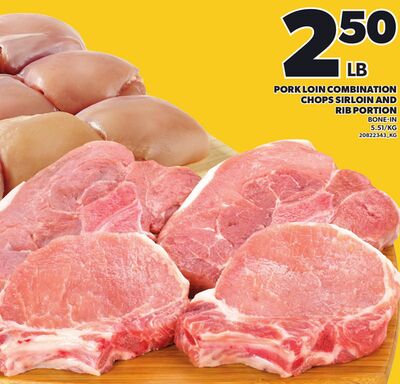 2 50
LB
PORK LOIN COMBINATION
CHOPS SIRLOIN AND
RIB PORTION
BONE-IN
5.51/KG
20822343_KG